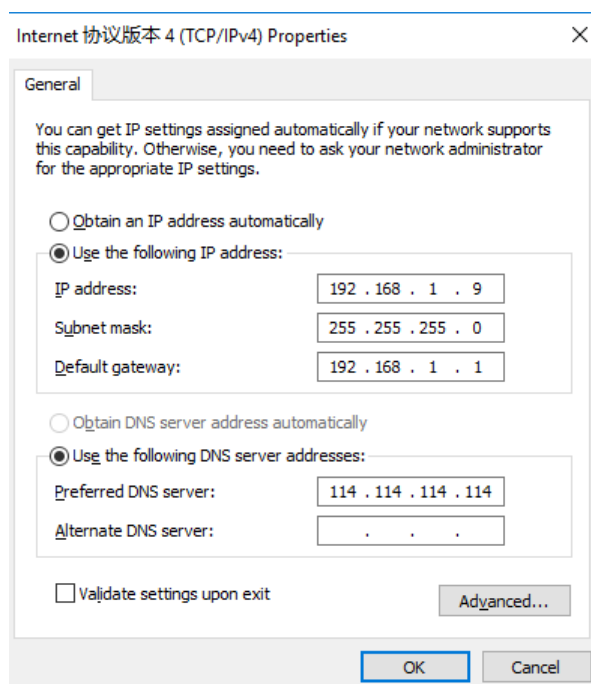 Internet 协议版本 4 (TCP/IPv4) Properties
General
You can get IP settings assigned automatically if your network supports
this capability. Otherwise, you need to ask your network administrator
for the appropriate IP settings.
Obtain an IP address automatically
Use the following IP address:
IP address: 192 . 168 . 1 . 9
Subnet mask: 255 . 255 . 255 . 0
Default gateway: 192 . 168 . 1 . 1
Obtain DNS server address automatically
Use the following DNS server addresses:
Preferred DNS server: 114 . 114 . 114 . 114
Alternate DNS server: . . .
Validate settings upon exit
Advanced...
OK Cancel